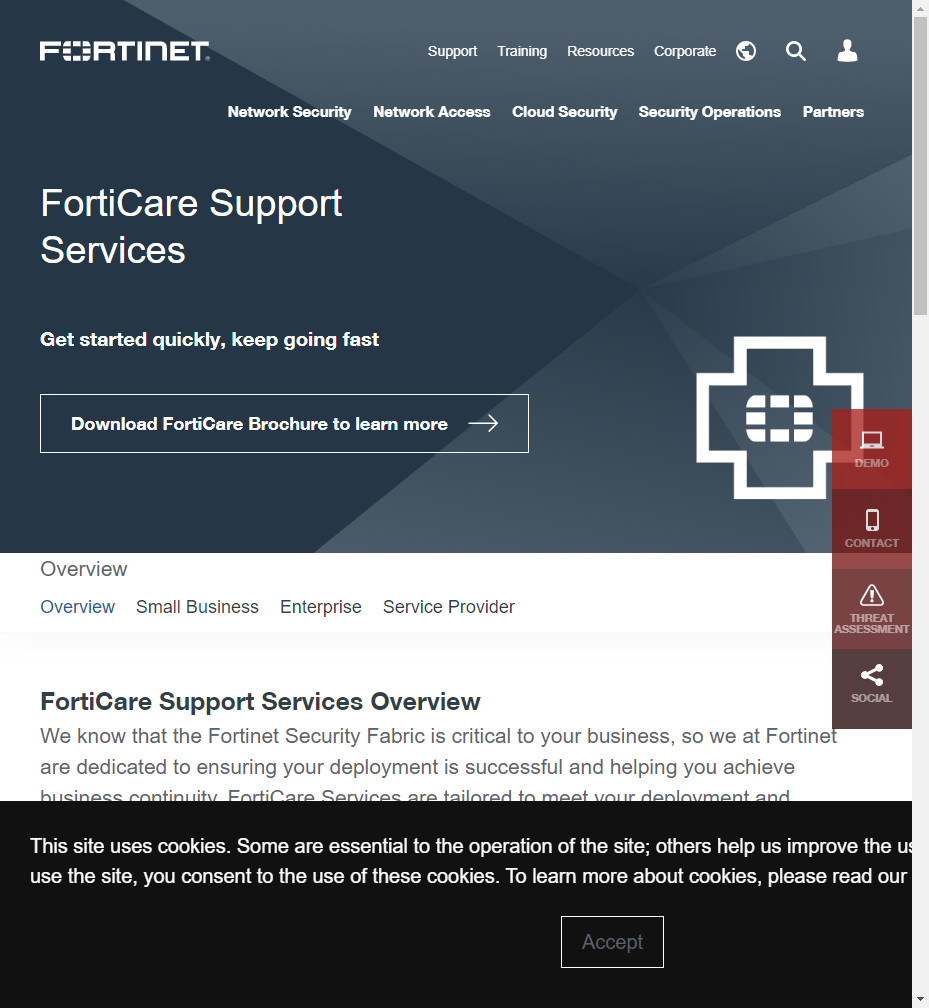 FORTINET
Support Training Resources Corporate
Network Security Network Access Cloud Security Security Operations Partners
FortiCare Support
Services
Get started quickly, keep going fast
Download FortiCare Brochure to learn more
DEMO
CONTACT
THREAT
ASSESSMENT
SOCIAL
Overview
Overview Small Business Enterprise Service Provider
FortiCare Support Services Overview
We know that the Fortinet Security Fabric is critical to your business, so we at Fortinet
are dedicated to ensuring your deployment is successful and helping you achieve
business continuity. FortiCare Services are tailored to meet your deployment and
This site uses cookies. Some are essential to the operation of the site; others help us improve the us
use the site, you consent to the use of these cookies. To learn more about cookies, please read our
Accept